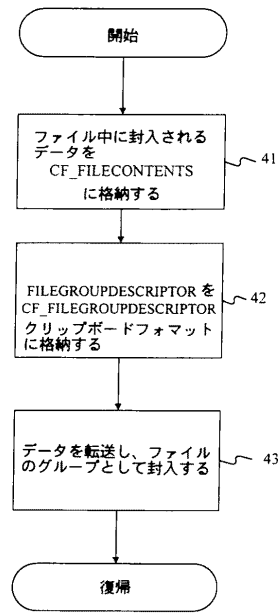 開始
ファイル中に封入される
データを
CF_FILECONTENTS
に格納する
41
FILEGROUPDESCRIPTOR を
CF_FILEGROUPDESCRIPTOR
クリップボードフォーマット
に格納する
42
データを転送し、ファイル
のグループとして封入する
43
復帰